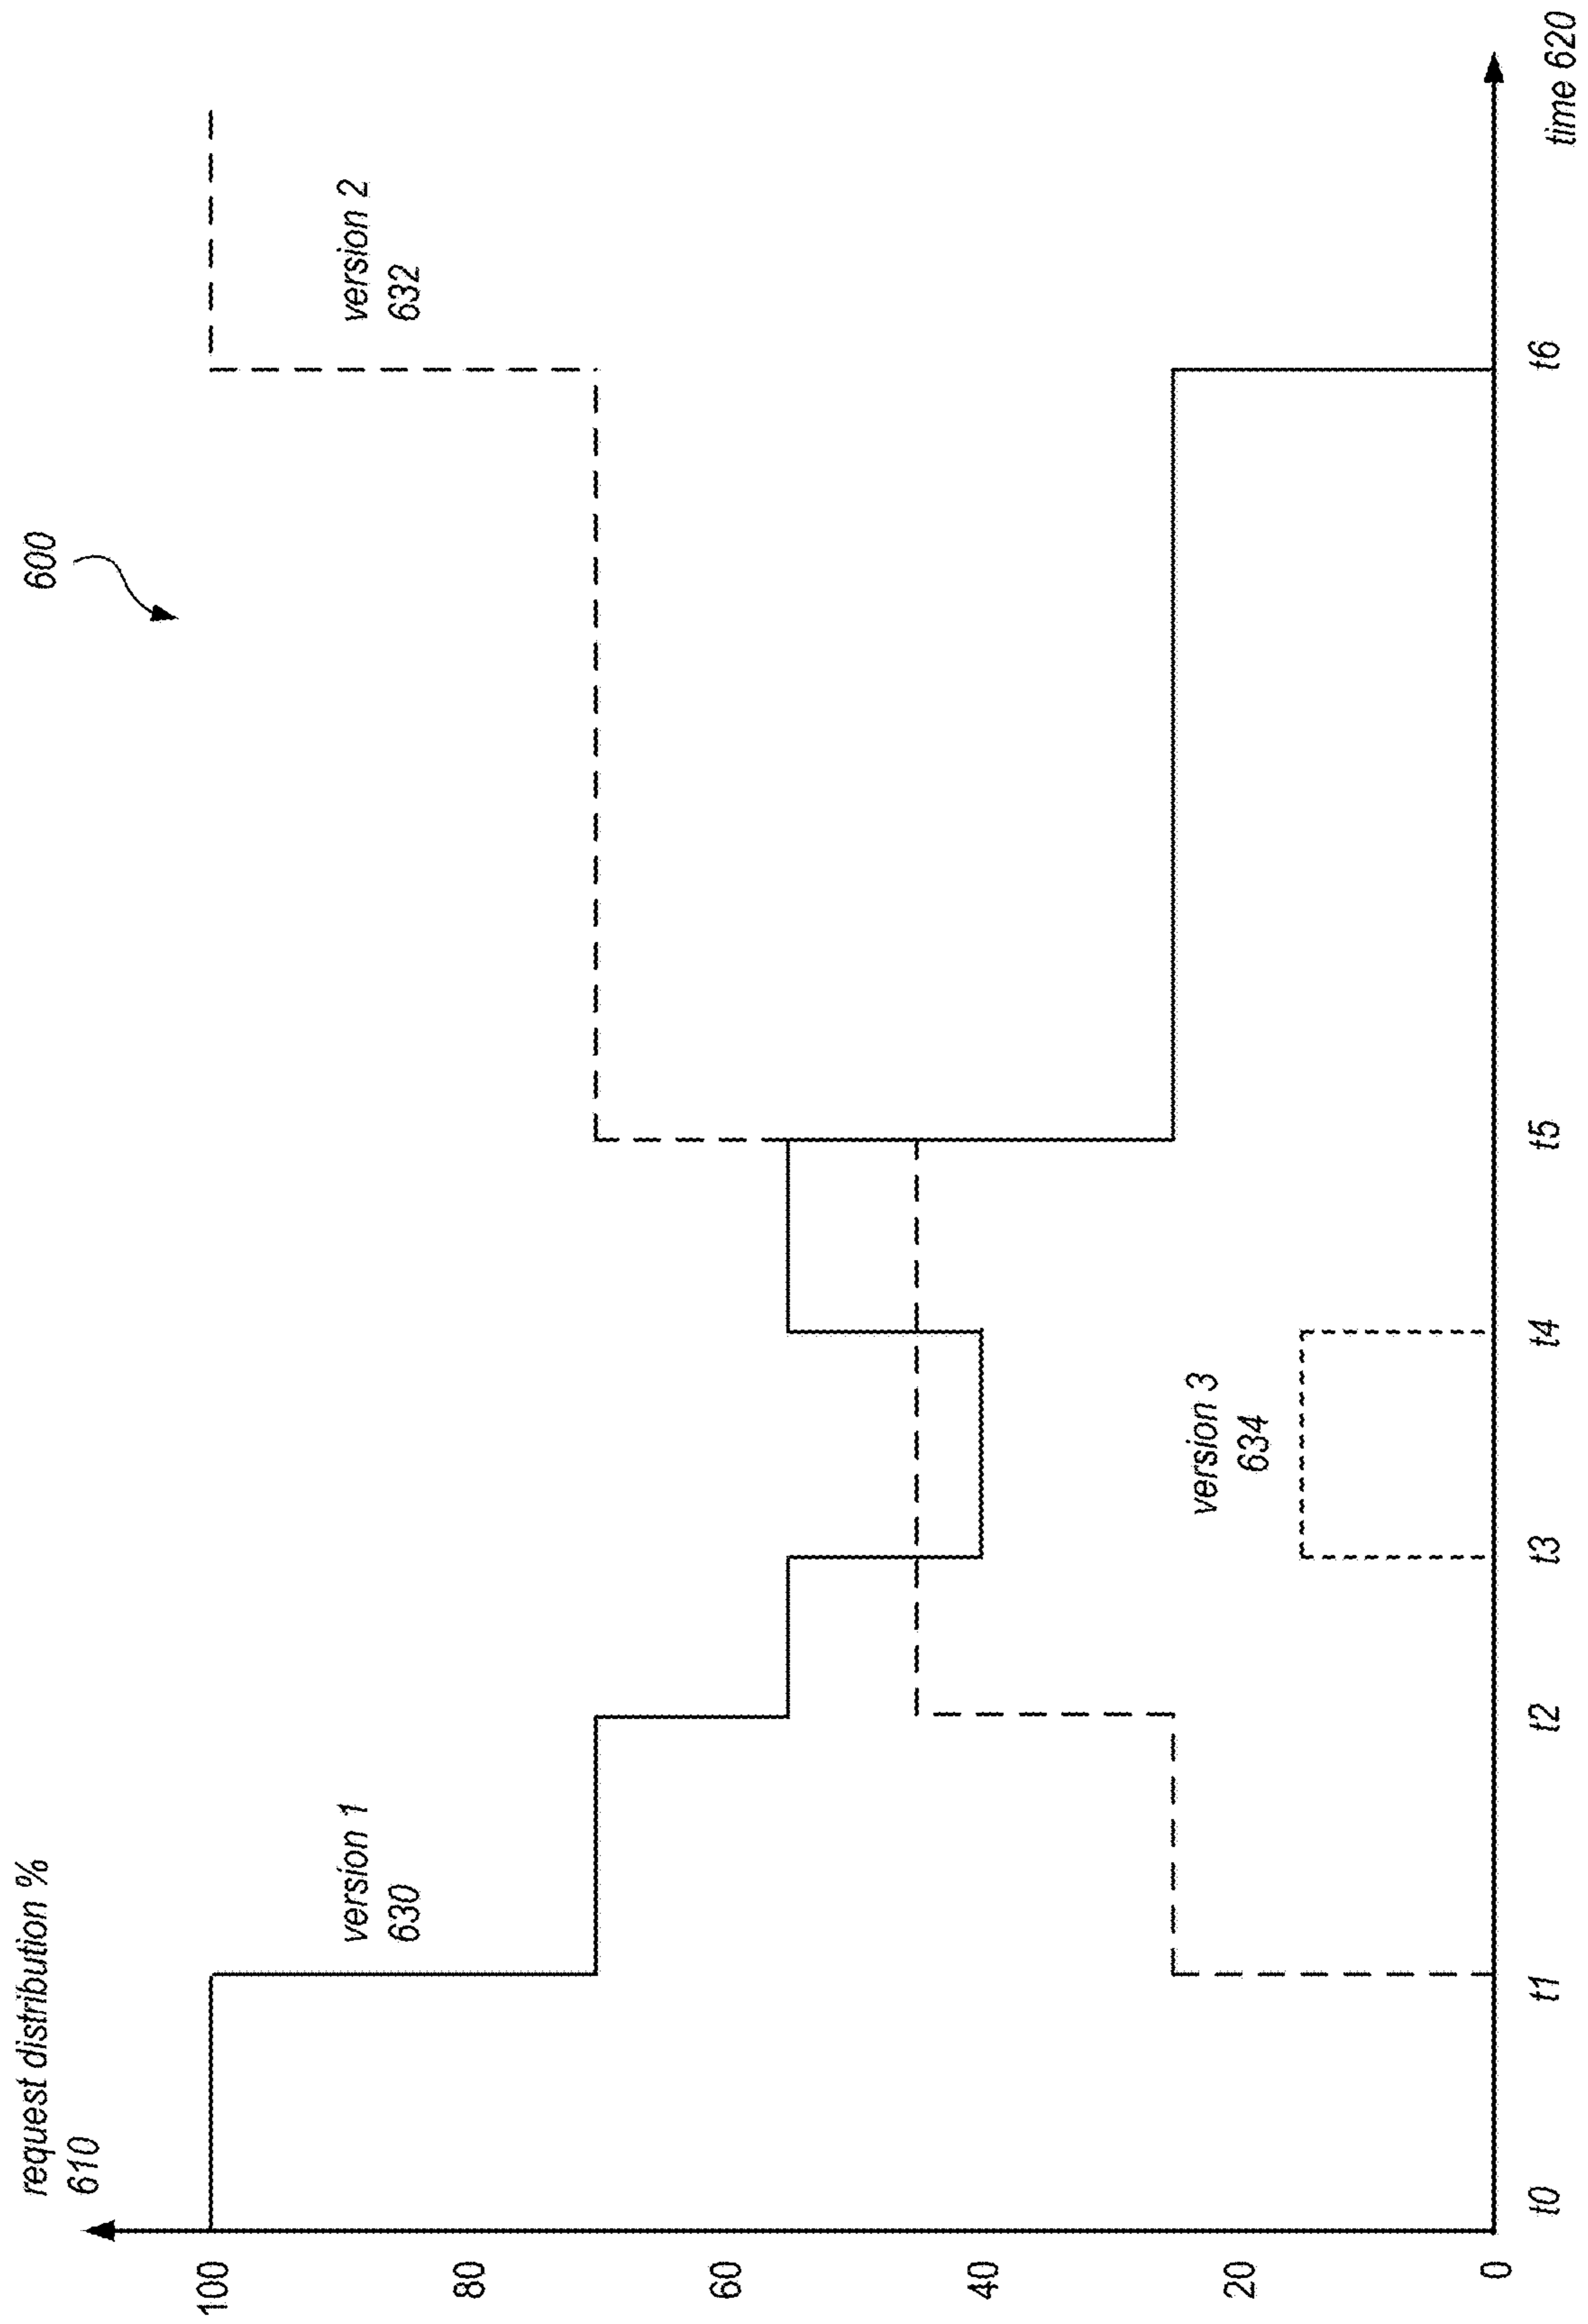 600
request distribution %
610
100
80
60
40
20
0
version 1
630
version 2
632
version 3
634
t0
t1
t2
t3
t4
t5
t6
time 620